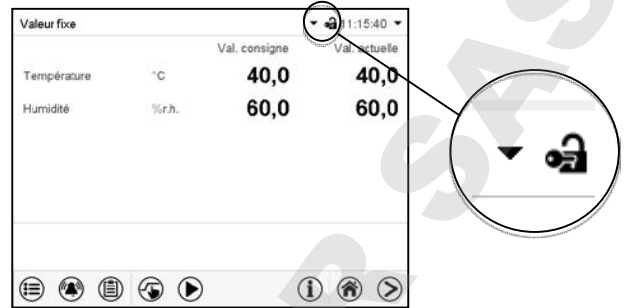 Valeur fixe 11:15:40
Val. consigne Val. actuelle
Température °C 40,0 40,0
Humidité %r.h. 60,0 60,0
R SAS